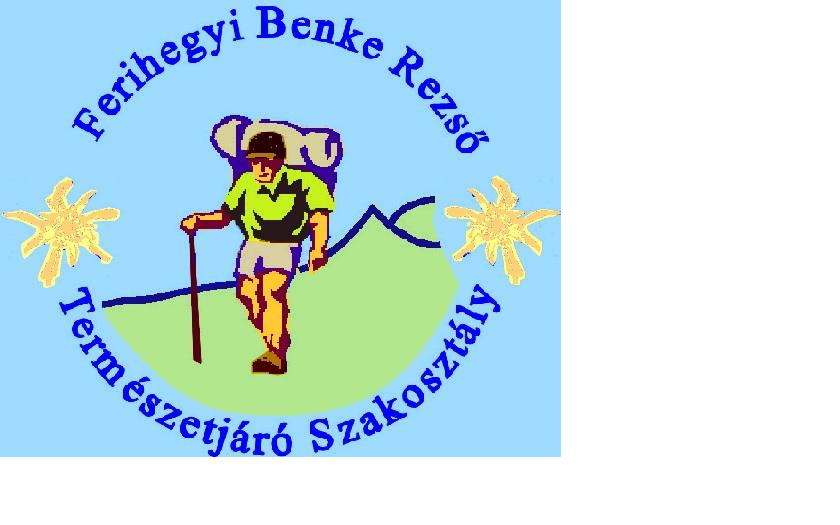 Ferihegyi Benke Rezső
Természetjáró Szakosztály